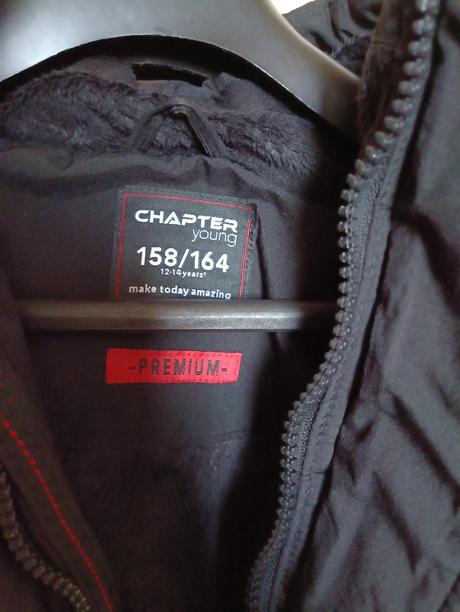 CHAPTER
young
158/164
12-14 years
make today amazing
-PREMIUM-